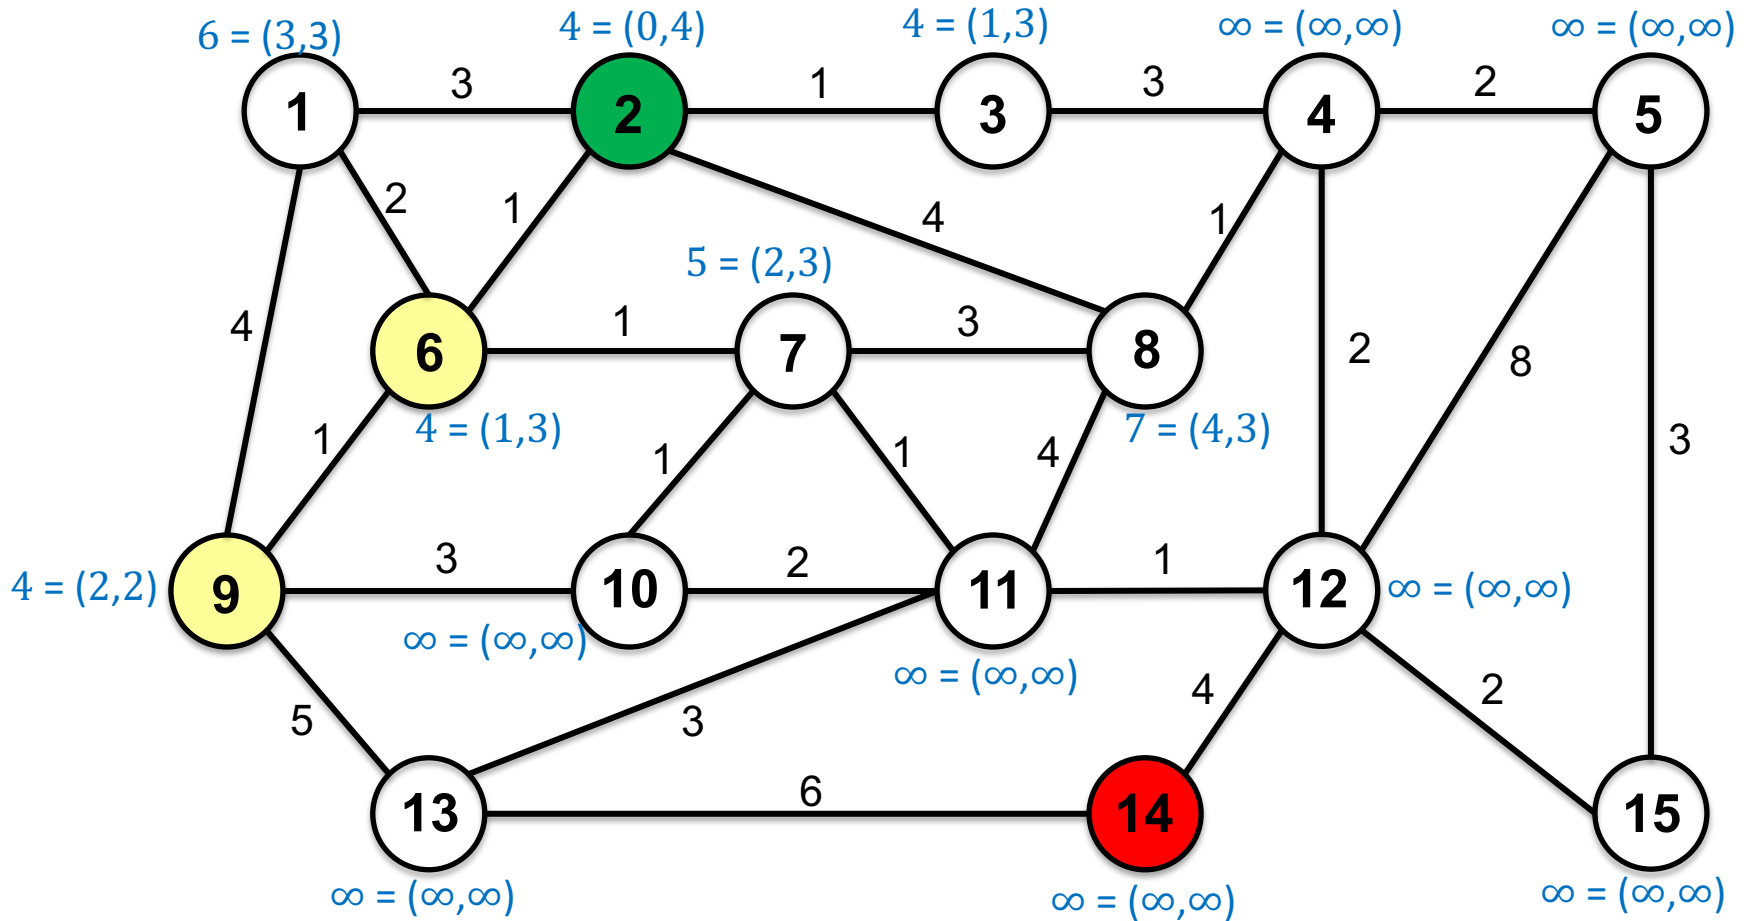 6 = (3,3)
4 = (0,4)
4 = (1,3)
∞ = (∞,∞)
∞ = (∞,∞)
1
3
2
1
3
3
4
2
5
2
1
4
1
5 = (2,3)
4
6
1
7
3
8
2
8
4 = (1,3)
7 = (4,3)
1
1
1
4
3
4 = (2,2)
9
3
10
2
11
1
12
∞ = (∞,∞)
∞ = (∞,∞)
∞ = (∞,∞)
5
3
4
2
13
6
14
15
∞ = (∞,∞)
∞ = (∞,∞)
∞ = (∞,∞)